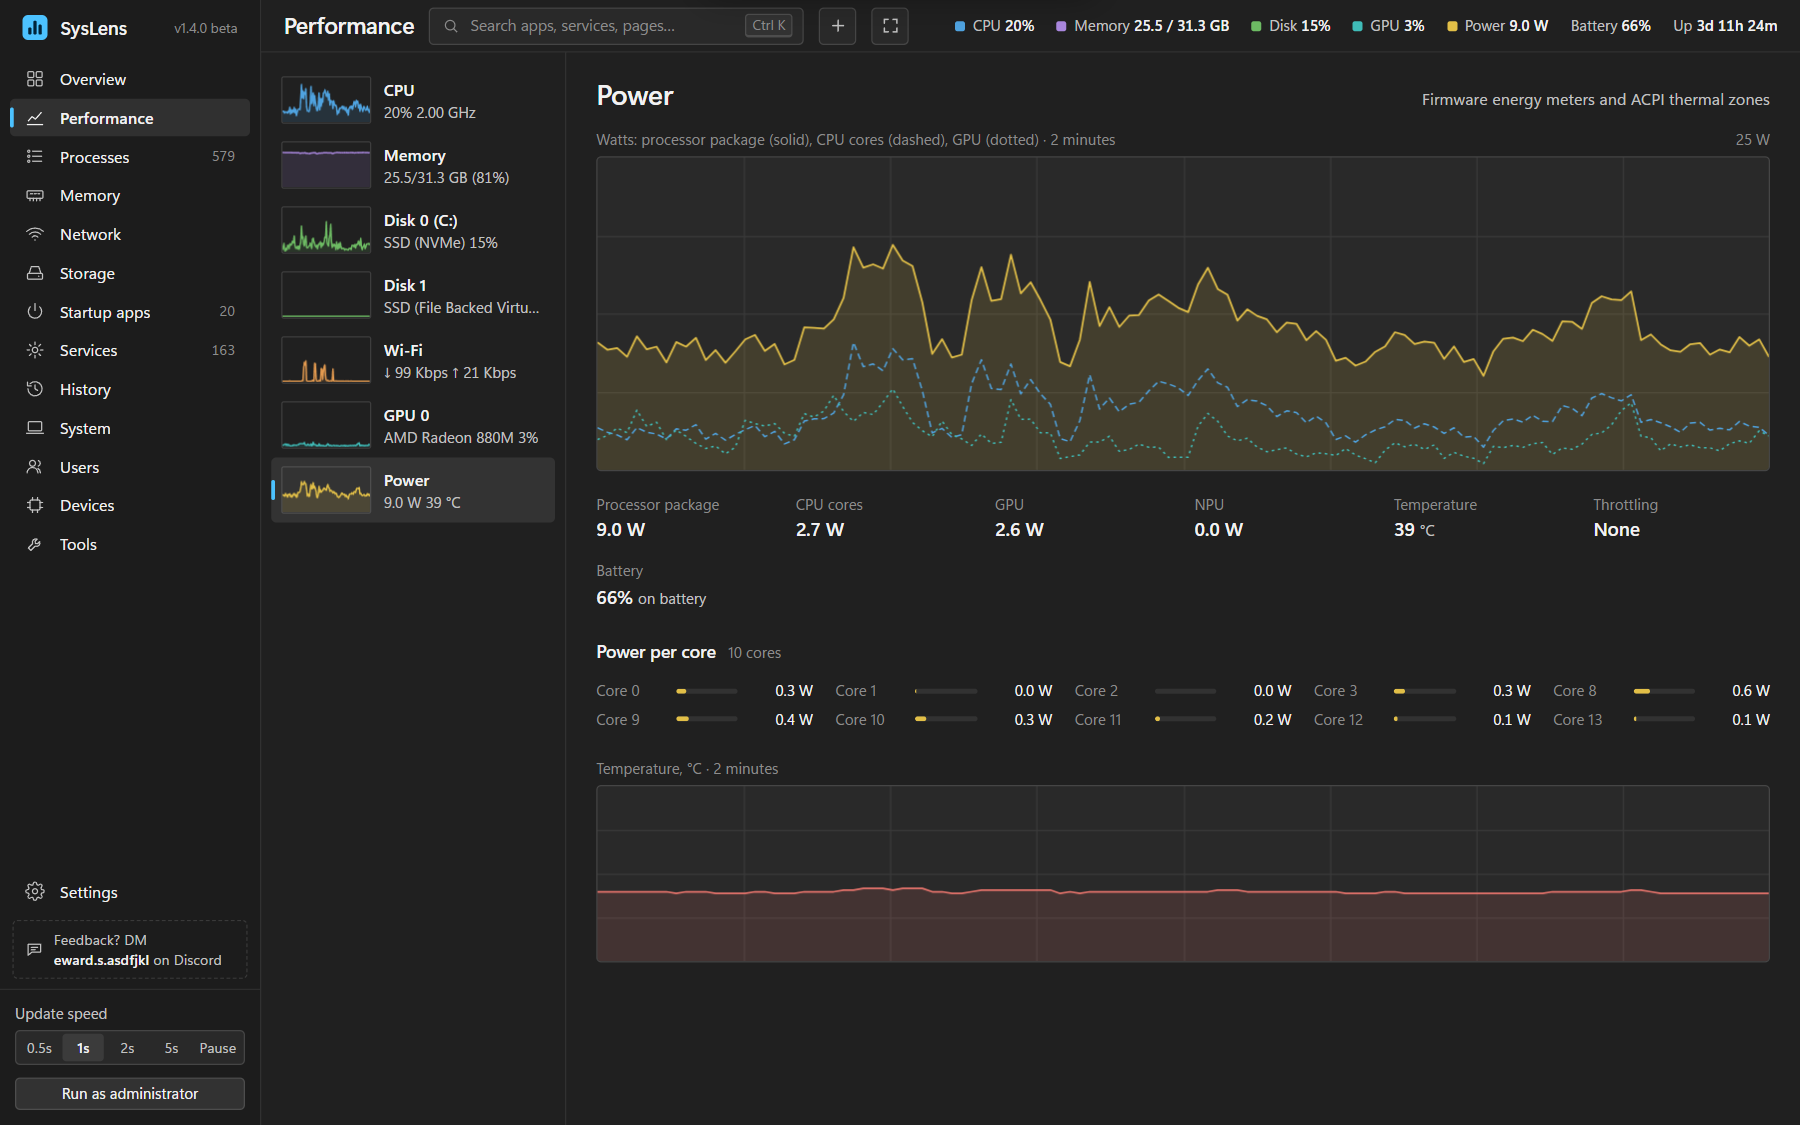 SysLens v1.4.0 beta
Overview
Performance
Processes 579
Memory
Network
Storage
Startup apps 20
Services 163
History
System
Users
Devices
Tools
Settings
Feedback? DM
eward.s.asdfjkl on Discord
Update speed
0.5s 1s 2s 5s Pause
Run as administrator
Performance
Search apps, services, pages... Ctrl K
CPU 20% Memory 25.5 / 31.3 GB Disk 15% GPU 3% Power 9.0 W Battery 66% Up 3d 11h 24m
CPU
20% 2.00 GHz
Memory
25.5/31.3 GB (81%)
Disk 0 (C:)
SSD (NVMe) 15%
Disk 1
SSD (File Backed Virtu...
Wi-Fi
↓ 99 Kbps ↑ 21 Kbps
GPU 0
AMD Radeon 880M 3%
Power
9.0 W 39 °C
Power
Firmware energy meters and ACPI thermal zones
Watts: processor package (solid), CPU cores (dashed), GPU (dotted) · 2 minutes 25 W
Processor package CPU cores GPU NPU Temperature Throttling
9.0 W 2.7 W 2.6 W 0.0 W 39 °C None
Battery
66% on battery
Power per core 10 cores
Core 0 0.3 W Core 1 0.0 W Core 2 0.0 W Core 3 0.3 W Core 8 0.6 W
Core 9 0.4 W Core 10 0.3 W Core 11 0.2 W Core 12 0.1 W Core 13 0.1 W
Temperature, °C · 2 minutes